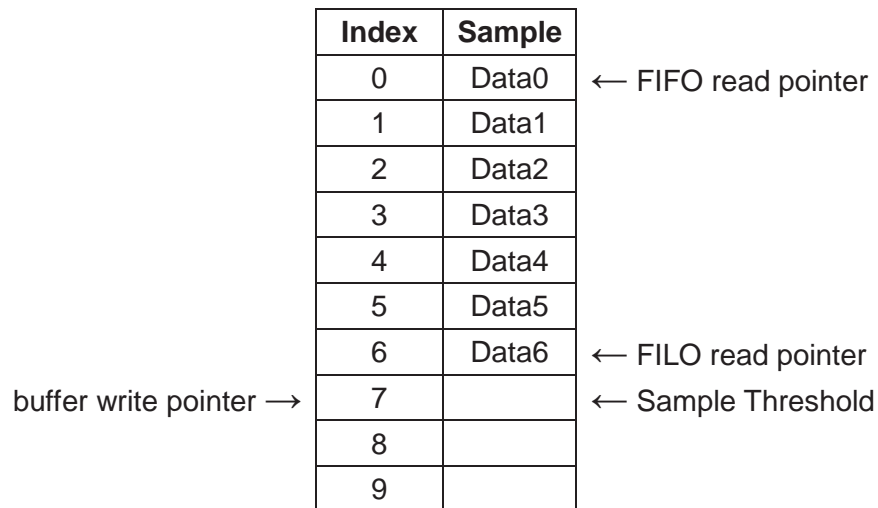 Index Sample
0 Data0 ← FIFO read pointer
1 Data1
2 Data2
3 Data3
4 Data4
5 Data5
6 Data6 ← FILO read pointer
buffer write pointer → 7 ← Sample Threshold
8
9